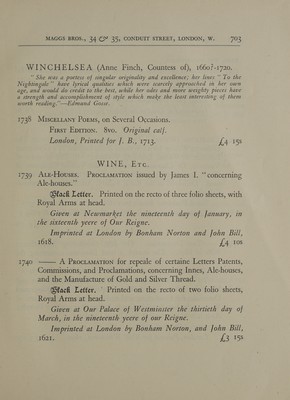 MAGGS BROS., 34 & 35, CONDUIT STREET, LONDON, W. 703
WINCHELSEA (Anne Finch, Countess of), 1660?-1720.
"She was a poetess of singular originality and excellence; her lines 'To the
Nightingale' have lyrical qualities which were scarcely approached in her own
age, and would do credit to the best, while her odes and more weighty pieces have
a strength and accomplishment of style which make the least interesting of them
worth reading."—Edmund Gosse.
1738 Miscellany Poems, on Several Occasions.
First Edition. 8vo. Original calf.
London, Printed for J. B., 1713. £4 15s
WINE, Etc.
1739 Ale-Houses. Proclamation issued by James I. "concerning
Ale-houses."
Black Letter. Printed on the recto of three folio sheets, with
Royal Arms at head.
Given at Newmarket the nineteenth day of January, in
the sixteenth yeere of Our Reigne.
Imprinted at London by Bonham Norton and John Bill,
1618. £4 10s
1740 —— A Proclamation for repeale of certaine Letters Patents,
Commissions, and Proclamations, concerning Innes, Ale-houses,
and the Manufacture of Gold and Silver Thread.
Black Letter. Printed on the recto of two folio sheets,
Royal Arms at head.
Given at Our Palace of Westminster the thirtieth day of
March, in the nineteenth yeere of our Reigne.
Imprinted at London by Bonham Norton, and John Bill,
1621. £3 15s